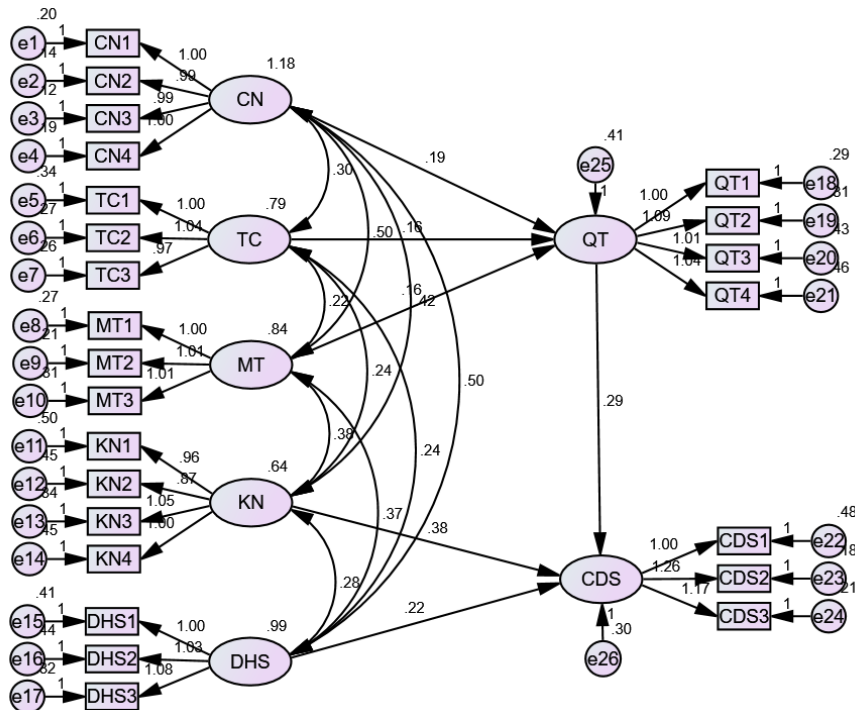 .20
e1 1 CN1
.14
e2 1 CN2
.12
e3 1 CN3
.19
e4 1 CN4
1.00
.99
.99
1.00
1.18
CN
.34
e5 1 TC1
.27
e6 1 TC2
.26
e7 1 TC3
1.00
1.04
.97
.79
TC
.27
e8 1 MT1
.21
e9 1 MT2
e10 1 MT3
1.00
1.01
1.01
.84
MT
.50
e11 1 KN1
.45
e12 1 KN2
e13 1 KN3
.45
e14 1 KN4
.96
.87
1.05
1.00
.64
KN
.41
e15 1 DHS1
.44
e16 1 DHS2
.32
e17 1 DHS3
1.00
1.03
1.08
.99
DHS
.30
.50
.16
.16
.42
.22
.24
.50
.38
.24
.37
.28
.19
.38
.22
.29
.41
e25
1
QT
1.00
1.09
1.01
1.04
.29
QT1 1 e18
QT2 1 e19
.43
QT3 1 e20
.46
QT4 1 e21
CDS
1
.30
e26
1.00
1.26
1.17
.48
CDS1 1 e22
.18
CDS2 1 e23
.21
CDS3 1 e24